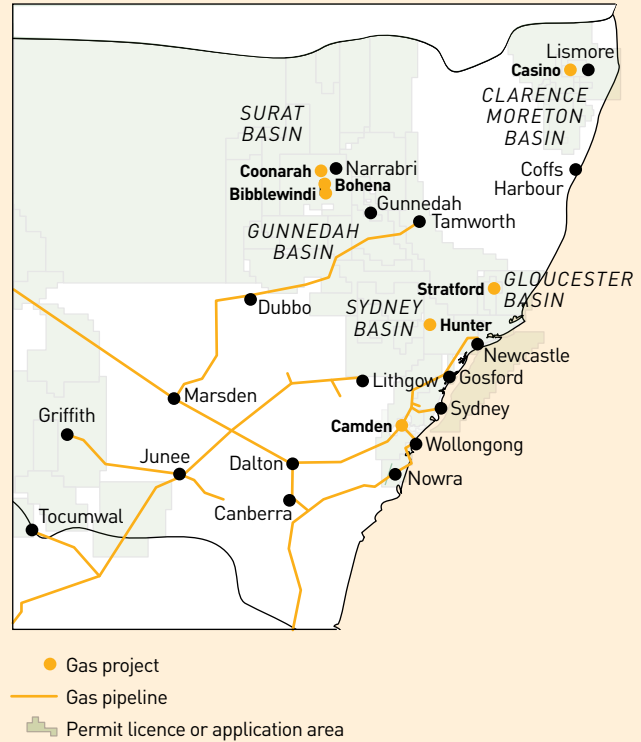 Lismore
Casino
CLARENCE
MORETON
BASIN
SURAT
BASIN
Coonarah
Narrabri
Bohena
Bibblewindi
Coffs
Harbour
Gunnedah
Tamworth
GUNNEDAH
BASIN
Stratford
GLOUCESTER
BASIN
Dubbo
SYDNEY
BASIN
Hunter
Newcastle
Lithgow
Gosford
Marsden
Sydney
Griffith
Camden
Wollongong
Junee
Dalton
Nowra
Canberra
Tocumwal
Gas project
Gas pipeline
Permit licence or application area